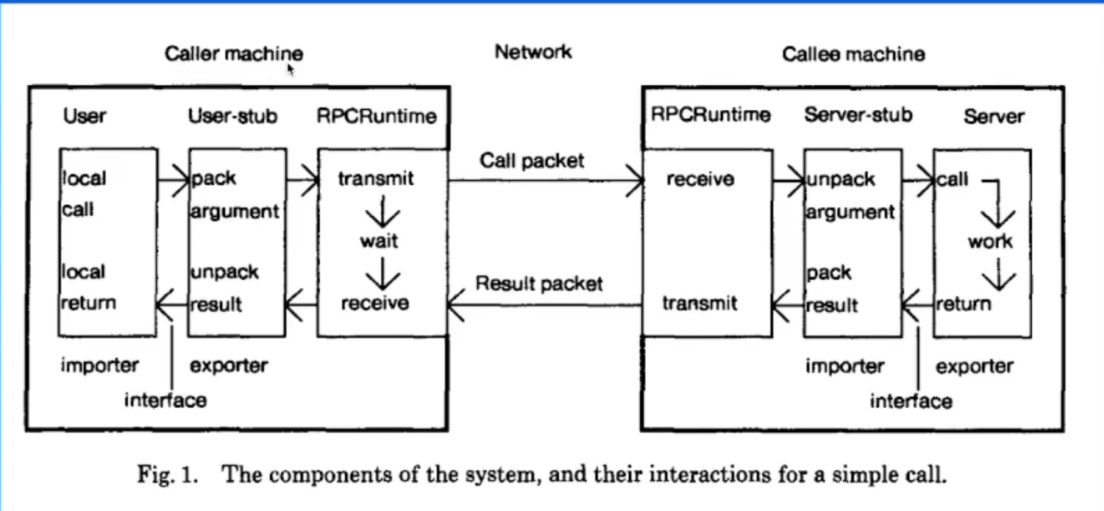 Caller machine Network Callee machine
User User-stub RPCRuntime RPCRuntime Server-stub Server
Call packet
local pack transmit receive unpack call
call argument argument
wait work
local unpack pack
Result packet
return result receive transmit result return
importer exporter importer exporter
interface interface
Fig. 1. The components of the system, and their interactions for a simple call.